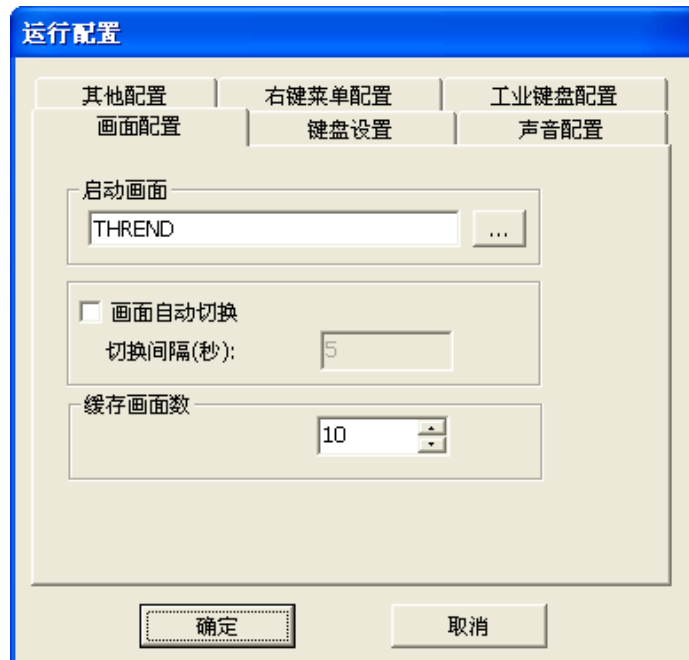 运行配置
其他配置 右键菜单配置 工业键盘配置
画面配置 键盘设置 声音配置
启动画面
THREND ...
画面自动切换
切换间隔(秒): 5
缓存画面数
10
确定 取消